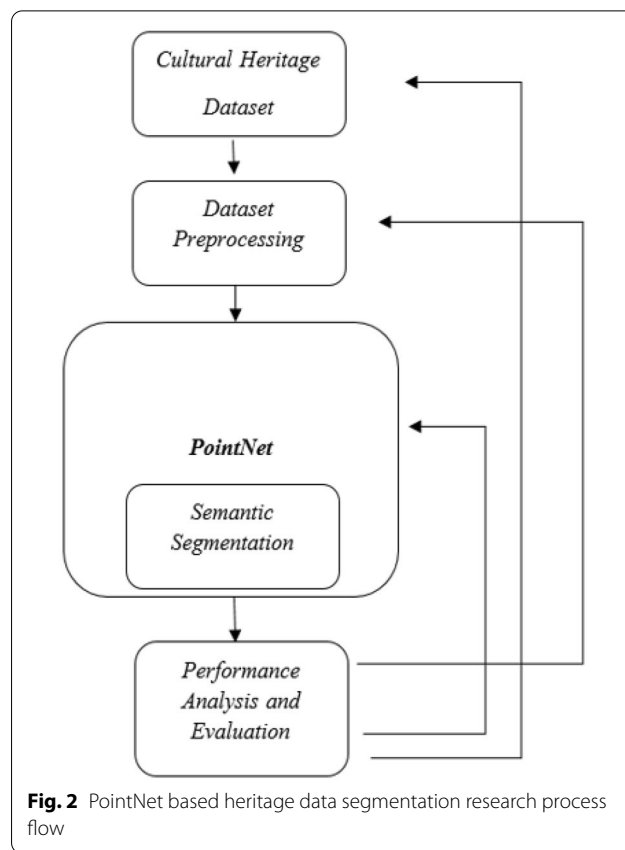 Cultural Heritage
Dataset
Dataset
Preprocessing
PointNet
Semantic
Segmentation
Performance
Analysis and
Evaluation
Fig. 2 PointNet based heritage data segmentation research process
flow